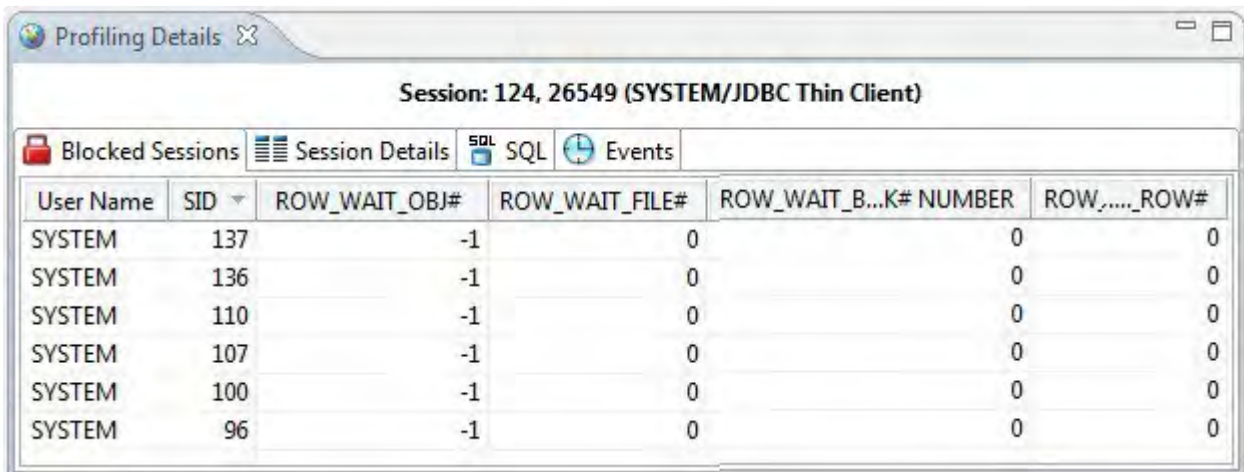 Profiling Details
Session: 124, 26549 (SYSTEM/JDBC Thin Client)
Blocked Sessions Session Details SQL SQL Events
User Name SID ROW_WAIT_OBJ# ROW_WAIT_FILE# ROW_WAIT_B...K# NUMBER ROW,....._ROW#
SYSTEM 137 -1 0 0 0
SYSTEM 136 -1 0 0 0
SYSTEM 110 -1 0 0 0
SYSTEM 107 -1 0 0 0
SYSTEM 100 -1 0 0 0
SYSTEM 96 -1 0 0 0